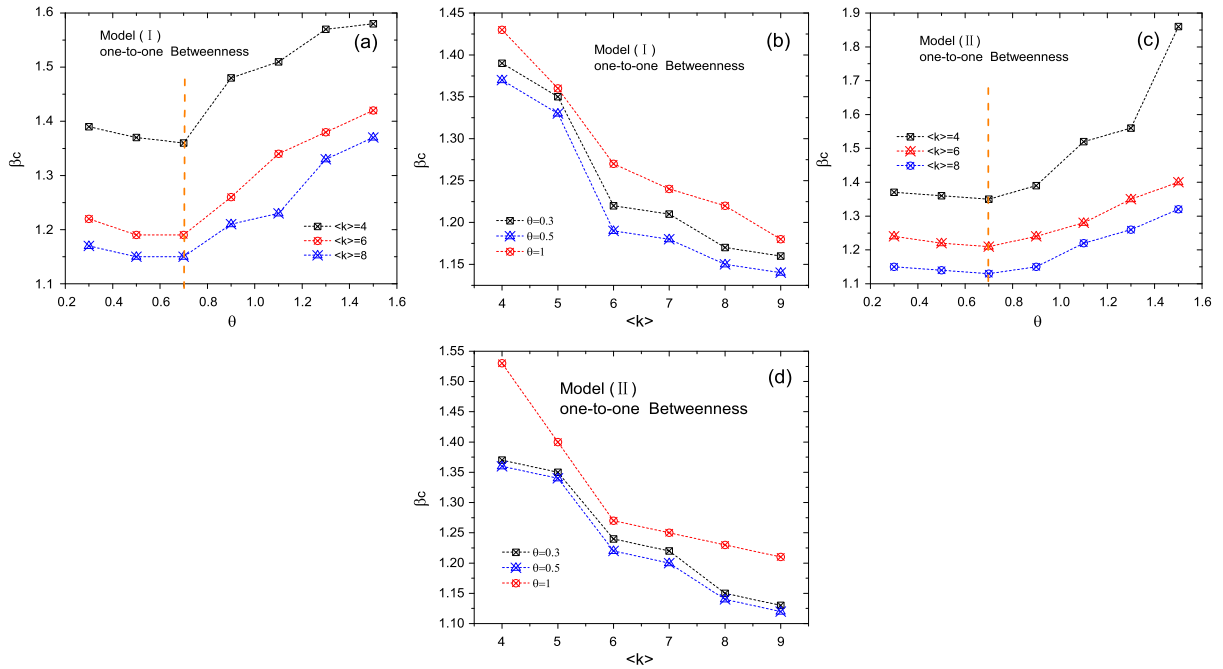 Model (Ⅰ)
one-to-one Betweenness
(a)
1.6
1.5
1.4
1.3
1.2
1.1
βc
<k>=4
<k>=6
<k>=8
0.2 0.4 0.6 0.8 1.0 1.2 1.4 1.6
θ
(b)
Model (Ⅰ)
one-to-one Betweenness
1.45
1.40
1.35
1.30
1.25
1.20
1.15
βc
θ=0.3
θ=0.5
θ=1
4 5 6 7 8 9
<k>
(c)
Model (Ⅱ)
one-to-one Betweenness
1.9
1.8
1.7
1.6
1.5
1.4
1.3
1.2
1.1
βc
<k>=4
<k>=6
<k>=8
0.2 0.4 0.6 0.8 1.0 1.2 1.4 1.6
θ
(d)
Model (Ⅱ)
one-to-one Betweenness
1.55
1.50
1.45
1.40
1.35
1.30
1.25
1.20
1.15
1.10
βc
θ=0.3
θ=0.5
θ=1
4 5 6 7 8 9
<k>